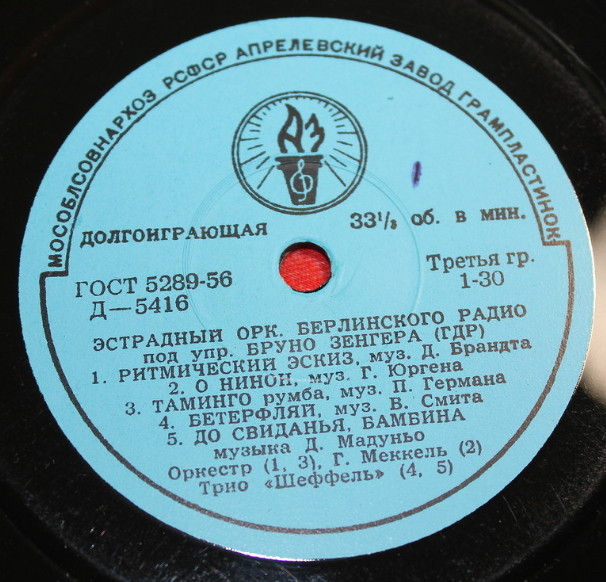 МОСОБЛСОВНАРХОЗ РСФСР АПРЕЛЕВСКИЙ ЗАВОД ГРАМПЛАСТИНОК
АЗ
ДОЛГОИГРАЮЩАЯ 33⅓ об. в мин.
ГОСТ 5289-56 Третья гр.
Д—5416 1-30
ЭСТРАДНЫЙ ОРК. БЕРЛИНСКОГО РАДИО
под упр. БРУНО ЗЕНГЕРА (ГДР)
1. РИТМИЧЕСКИЙ ЭСКИЗ, муз. Д. Брандта
2. О НИНОН, муз. Г. Юргена
3. ТАМИНГО румба, муз. П. Германа
4. БЕТЕРФЛЯЙ, муз. В. Смита
5. ДО СВИДАНЬЯ, БАМБИНА
музыка Д. Мадуньо
Оркестр (1, 3), Г. Меккель (2)
Трио «Шеффель» (4, 5)